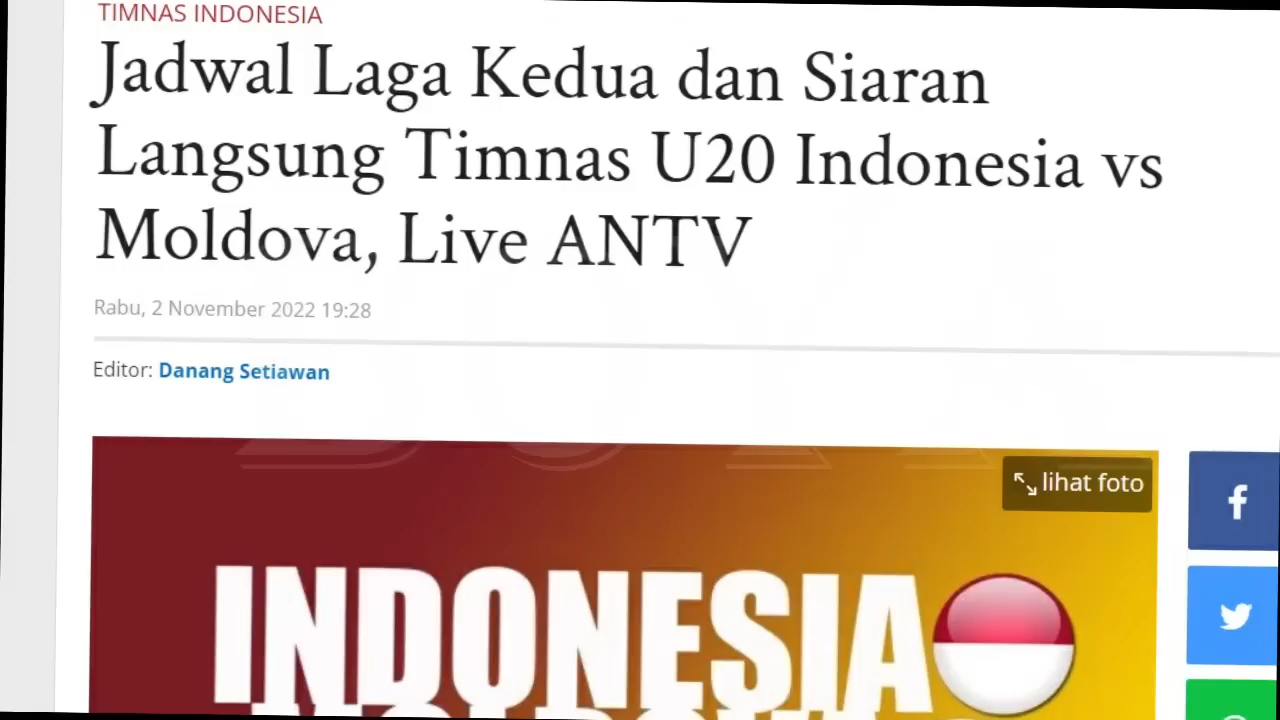 TIMNAS INDONESIA
Jadwal Laga Kedua dan Siaran
Langsung Timnas U20 Indonesia vs
Moldova, Live ANTV
Rabu, 2 November 2022 19:28
Editor: Danang Setiawan
lihat foto
INDONESIA